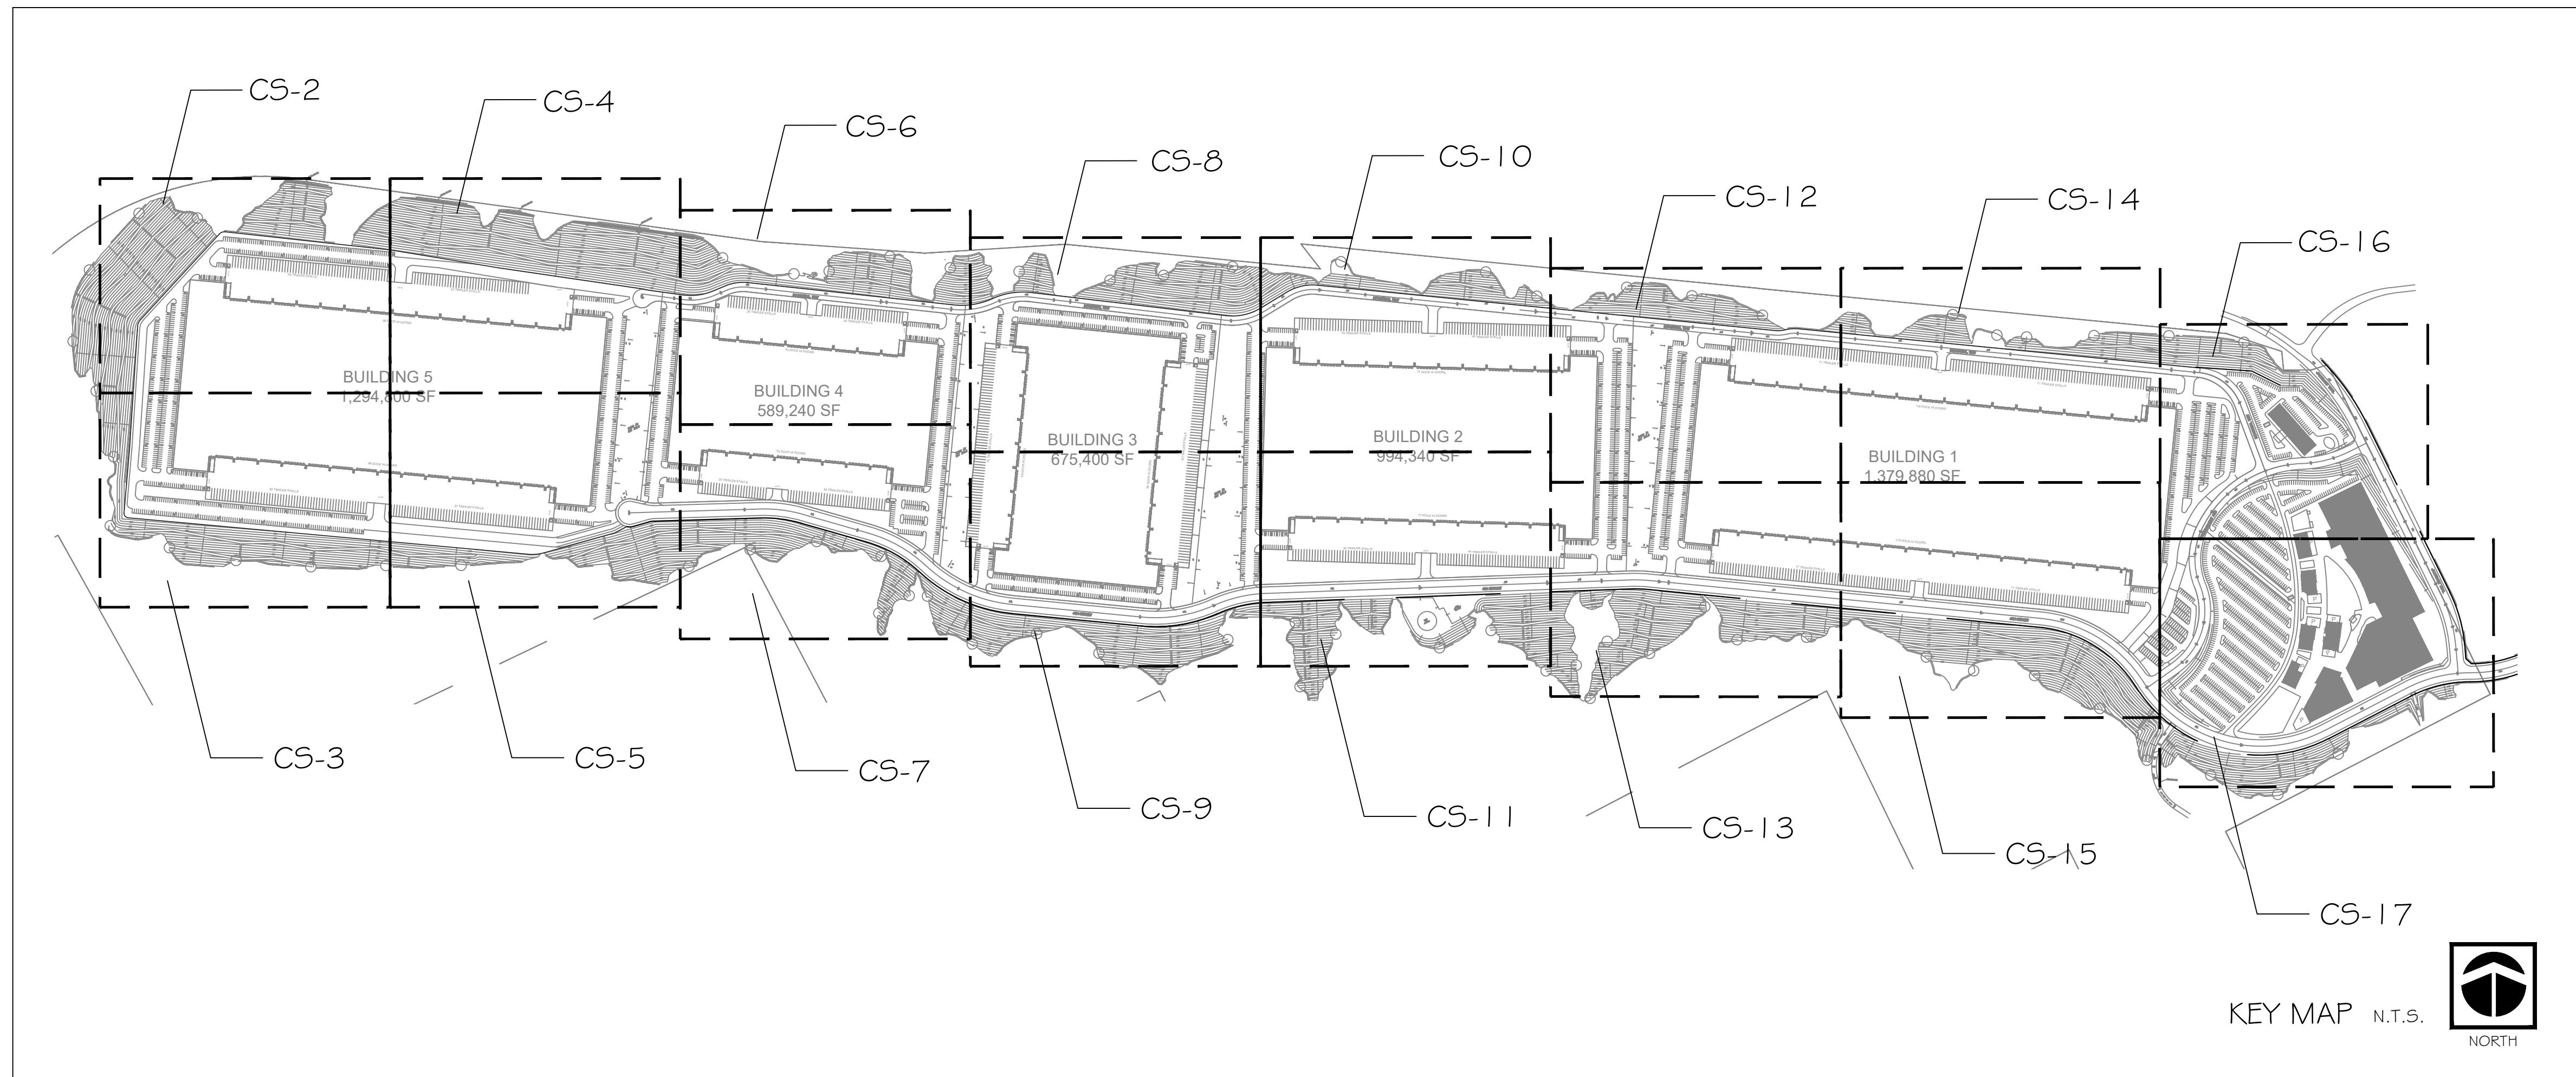 CS-2
CS-4
CS-6
CS-8
CS-10
CS-12
CS-14
CS-16
BUILDING 5
1,294,800 SF
BUILDING 4
589,240 SF
BUILDING 3
675,400 SF
BUILDING 2
994,340 SF
BUILDING 1
1,379,880 SF
CS-3
CS-5
CS-7
CS-9
CS-11
CS-13
CS-15
CS-17
KEY MAP N.T.S.
NORTH